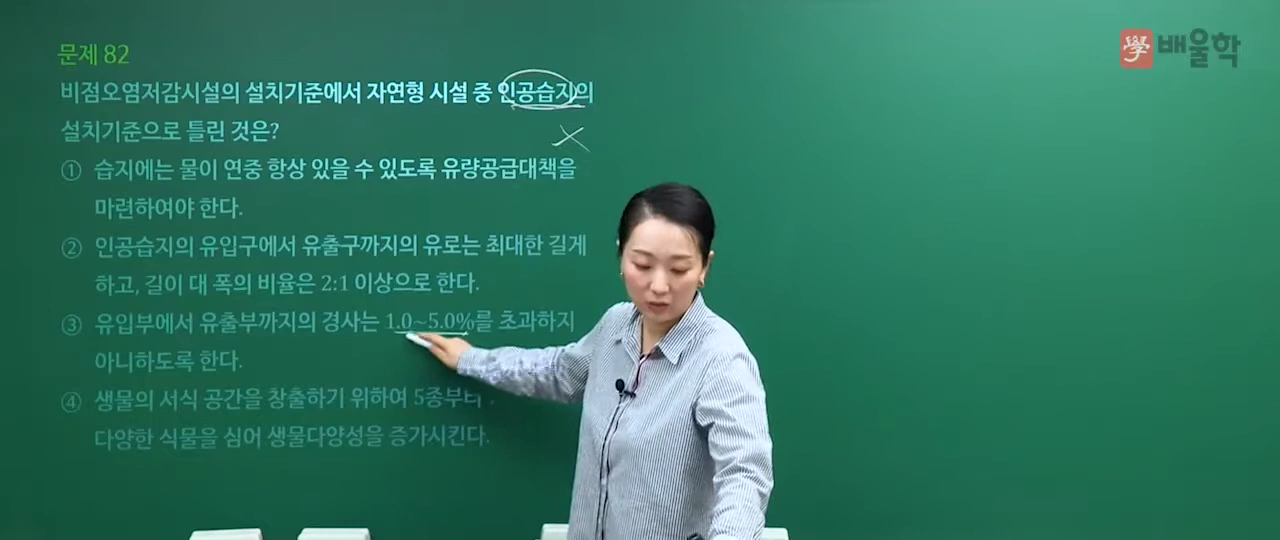 學 배울학
문제 82
비점오염저감시설의 설치기준에서 자연형 시설 중 인공습지의
설치기준으로 틀린 것은?
① 습지에는 물이 연중 항상 있을 수 있도록 유량공급대책을
마련하여야 한다.
② 인공습지의 유입구에서 유출구까지의 유로는 최대한 길게
하고, 길이 대 폭의 비율은 2:1 이상으로 한다.
③ 유입부에서 유출부까지의 경사는 1.0~5.0%를 초과하지
아니하도록 한다.
④ 생물의 서식 공간을 창출하기 위하여 5종부터
다양한 식물을 심어 생물다양성을 증가시킨다.